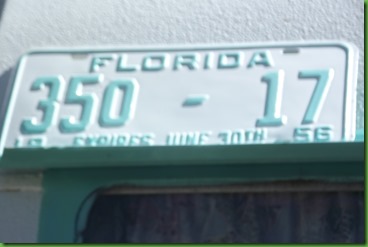 FLORIDA
350 - 17
EXPIRES JUNE 30TH 56